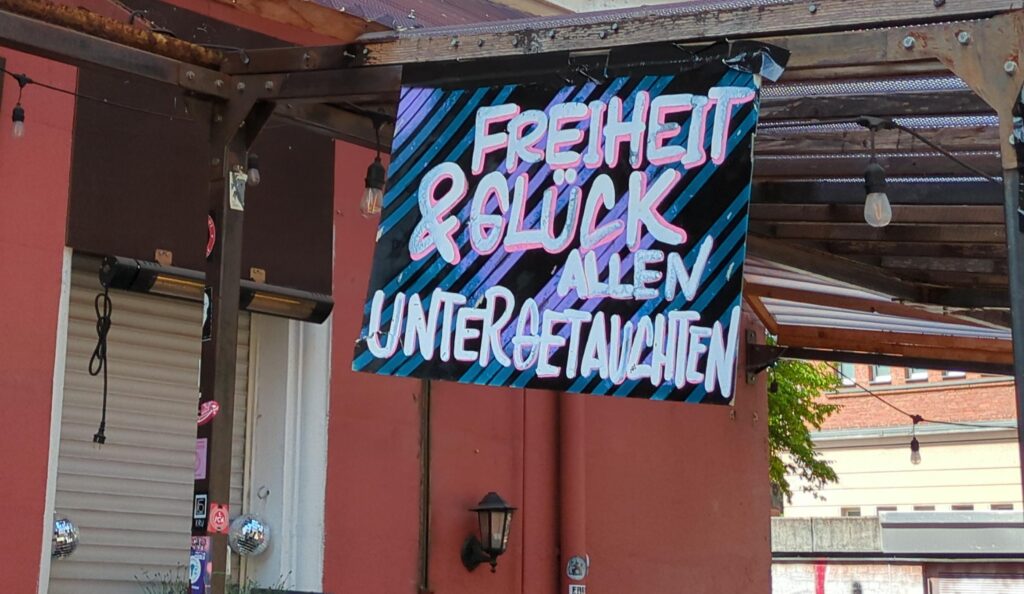 FREIHEIT
& GLÜCK
ALLEN
UNTERGETAUCHTEN